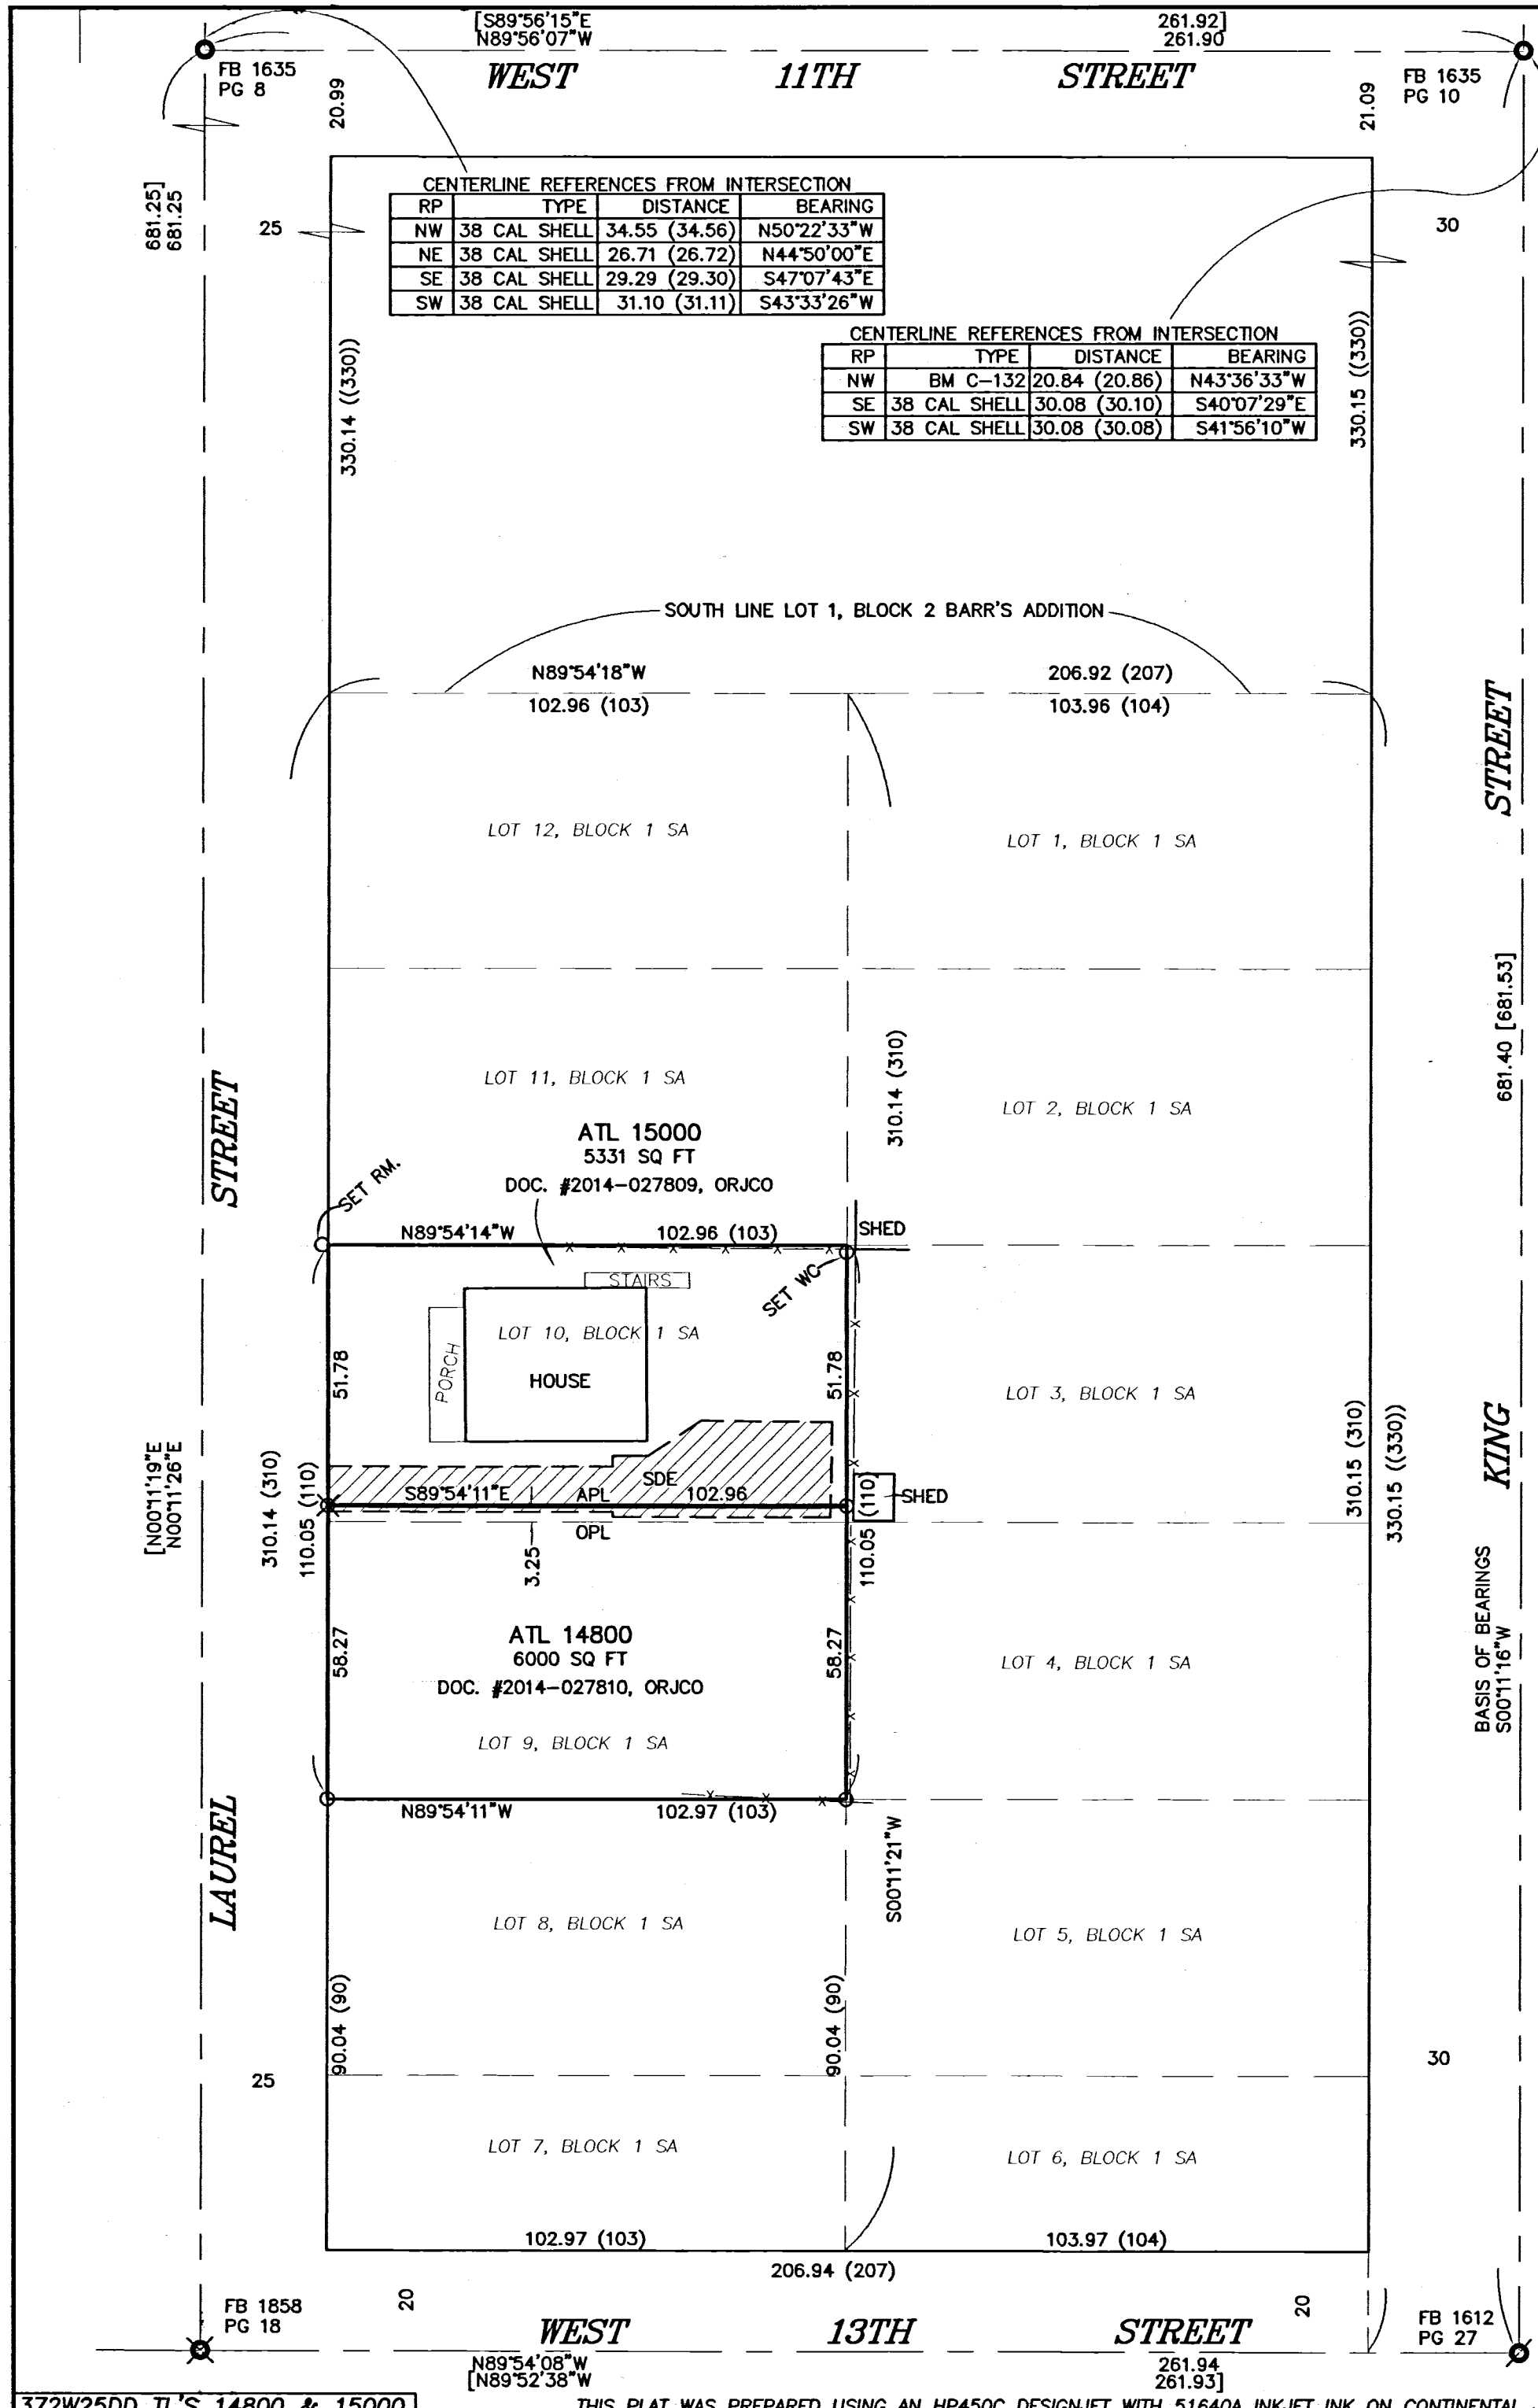 [S89°56'15"E
N89°56'07"W
261.92]
261.90
WEST 11TH STREET
FB 1635
PG 8
FB 1635
PG 10
20.99
21.09
681.25]
681.25
25
30
CENTERLINE REFERENCES FROM INTERSECTION
RP TYPE DISTANCE BEARING
NW 38 CAL SHELL 34.55 (34.56) N50°22'33"W
NE 38 CAL SHELL 26.71 (26.72) N44°50'00"E
SE 38 CAL SHELL 29.29 (29.30) S47°07'43"E
SW 38 CAL SHELL 31.10 (31.11) S43°33'26"W
CENTERLINE REFERENCES FROM INTERSECTION
RP TYPE DISTANCE BEARING
NW BM C-132 20.84 (20.86) N43°36'33"W
SE 38 CAL SHELL 30.08 (30.10) S40°07'29"E
SW 38 CAL SHELL 30.08 (30.08) S41°56'10"W
330.14 ((330))
330.15 ((330))
SOUTH LINE LOT 1, BLOCK 2 BARR'S ADDITION
N89°54'18"W
206.92 (207)
102.96 (103)
103.96 (104)
STREET
LOT 12, BLOCK 1 SA
LOT 1, BLOCK 1 SA
681.40 [681.53]
310.14 (310)
LOT 11, BLOCK 1 SA
LOT 2, BLOCK 1 SA
STREET
ATL 15000
5331 SQ FT
DOC. #2014-027809, ORJCO
SET RM.
N89°54'14"W
102.96 (103)
SHED
SET WC
STAIRS
LOT 10, BLOCK 1 SA
PORCH
HOUSE
51.78
51.78
LOT 3, BLOCK 1 SA
310.15 (310)
330.15 ((330))
KING
[N00°11'19"E
N00°11'26"E
310.14 (310)
110.05 (110)
SDE
S89°54'11"E
APL
102.96
OPL
3.25
110.05 (110)
SHED
BASIS OF BEARINGS
S00°11'16"W
ATL 14800
6000 SQ FT
DOC. #2014-027810, ORJCO
58.27
58.27
LOT 4, BLOCK 1 SA
LOT 9, BLOCK 1 SA
N89°54'11"W
102.97 (103)
LAUREL
S00°11'21"W
LOT 8, BLOCK 1 SA
LOT 5, BLOCK 1 SA
90.04 (90)
90.04 (90)
25
30
LOT 7, BLOCK 1 SA
LOT 6, BLOCK 1 SA
102.97 (103)
103.97 (104)
206.94 (207)
20
20
FB 1858
PG 18
FB 1612
PG 27
WEST 13TH STREET
N89°54'08"W
[N89°52'38"W
261.94
261.93]
372W25DD TL'S 14800 & 15000
THIS PLAT WAS PREPARED USING AN HP450C DESIGNJET WITH 51640A INKJET INK ON CONTINENTAL